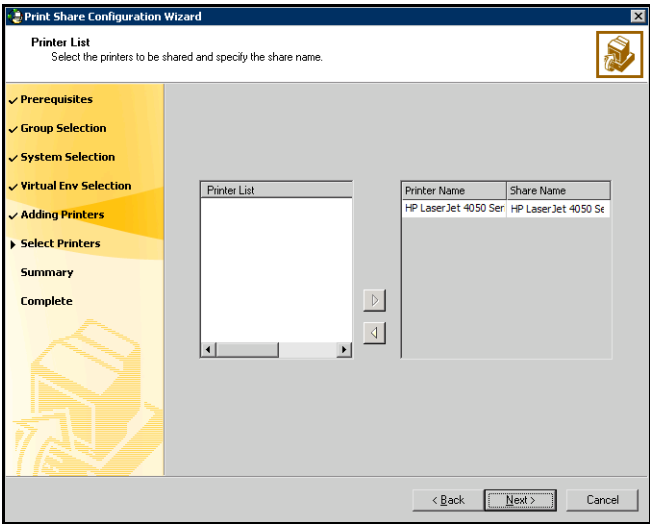 Print Share Configuration Wizard
Printer List
Select the printers to be shared and specify the share name.
Prerequisites
Group Selection
System Selection
Virtual Env Selection
Adding Printers
Select Printers
Summary
Complete
Printer List
Printer Name Share Name
HP LaserJet 4050 Ser HP LaserJet 4050 Se
< Back Next > Cancel